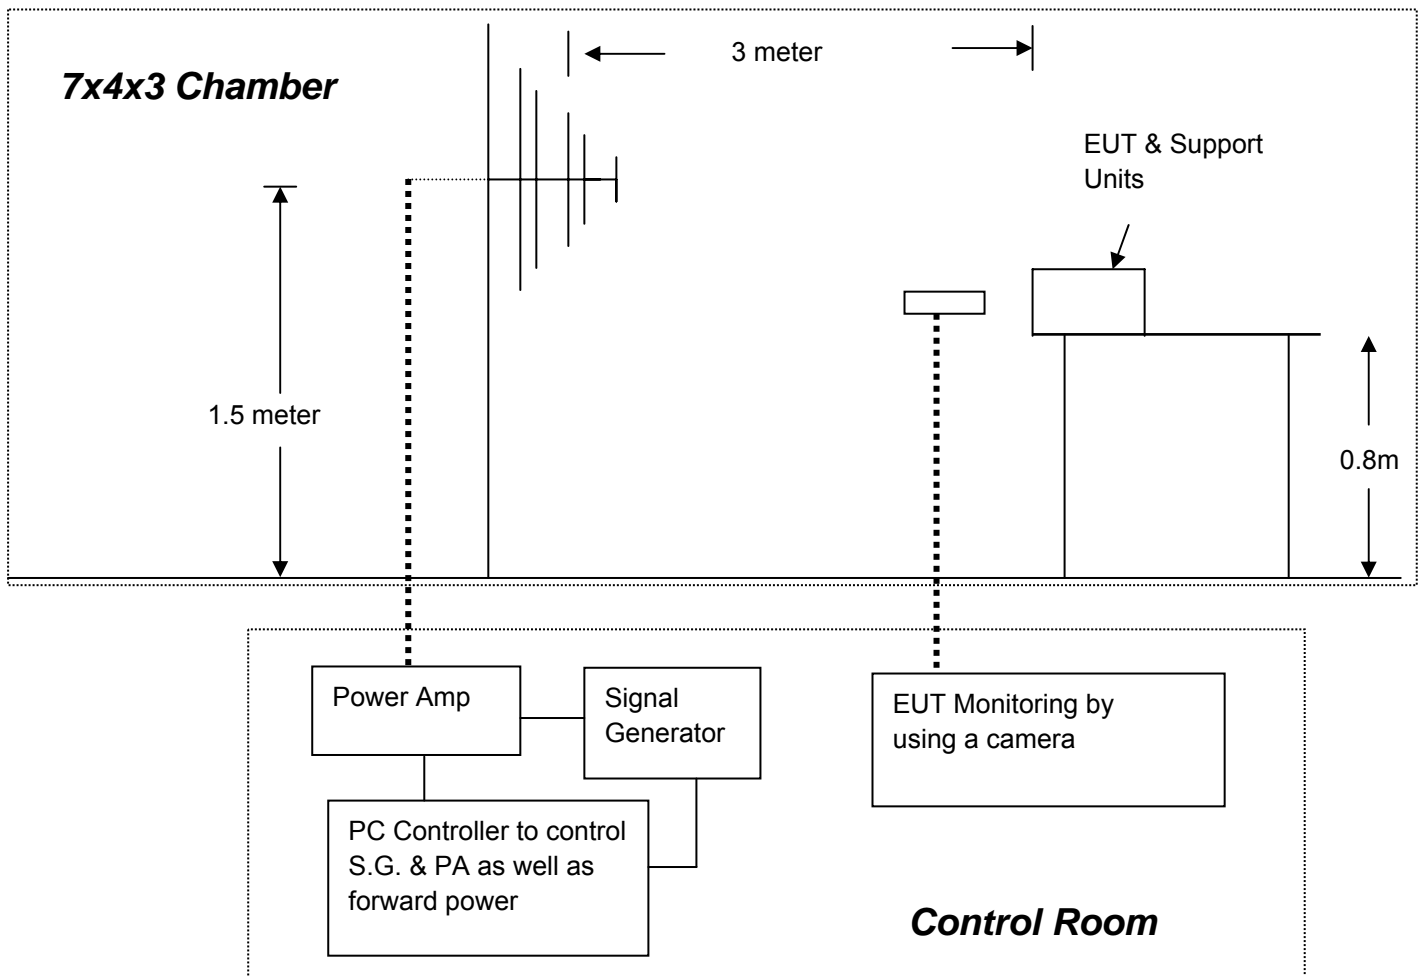 3 meter
7x4x3 Chamber
EUT & Support
Units
1.5 meter
0.8m
Power Amp
Signal
Generator
EUT Monitoring by
using a camera
PC Controller to control
S.G. & PA as well as
forward power
Control Room